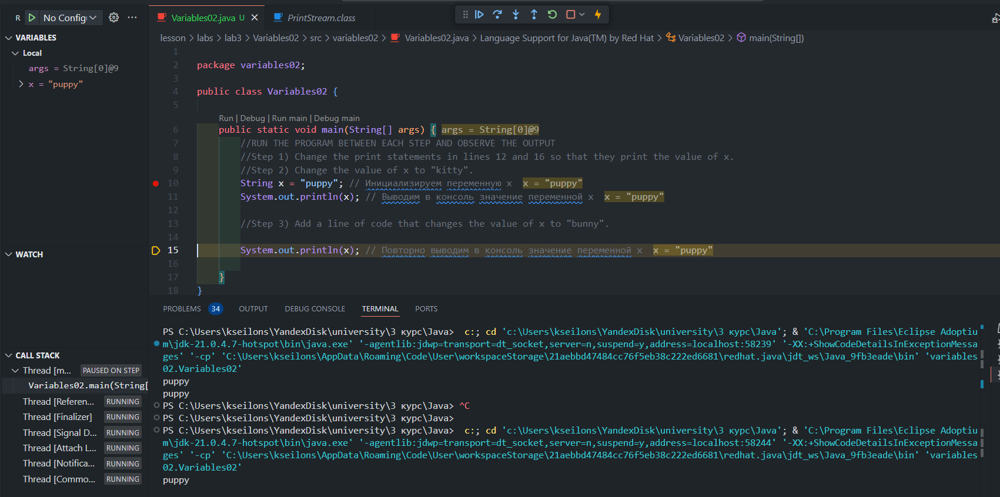 R No Config
Variables02.java U
PrintStream.class
VARIABLES
Local
args = String[0]@9
x = "puppy"
WATCH
CALL STACK
Thread [m... PAUSED ON STEP
Variables02.main(String[
Thread [Referen... RUNNING
Thread [Finalizer] RUNNING
Thread [Signal D... RUNNING
Thread [Attach L... RUNNING
Thread [Notifica... RUNNING
Thread [Commo... RUNNING
lesson > labs > lab3 > Variables02 > src > variables02 > Variables02.java > Language Support for Java(TM) by Red Hat > Variables02 > main(String[])
1
2 package variables02;
3
4 public class Variables02 {
5
Run | Debug | Run main | Debug main
6 public static void main(String[] args) { args = String[0]@9
7 //RUN THE PROGRAM BETWEEN EACH STEP AND OBSERVE THE OUTPUT
8 //Step 1) Change the print statements in lines 12 and 16 so that they print the value of x.
9 //Step 2) Change the value of x to "kitty".
10 String x = "puppy"; // Инициализируем переменную x x = "puppy"
11 System.out.println(x); // Выводим в консоль значение переменной x x = "puppy"
12
13 //Step 3) Add a line of code that changes the value of x to "bunny".
14
15 System.out.println(x); // Повторно выводим в консоль значение переменной x x = "puppy"
16
17 }
18 }
PROBLEMS 34 OUTPUT DEBUG CONSOLE TERMINAL PORTS
PS C:\Users\kseilons\YandexDisk\university\3 курс\Java> c:; cd 'c:\Users\kseilons\YandexDisk\university\3 курс\Java'; & 'C:\Program Files\Eclipse Adoptiu
m\jdk-21.0.4.7-hotspot\bin\java.exe' '-agentlib:jdwp=transport=dt_socket,server=n,suspend=y,address=localhost:58239' '-XX:+ShowCodeDetailsInExceptionMessa
ges' '-cp' 'C:\Users\kseilons\AppData\Roaming\Code\User\workspaceStorage\21aebbd47484cc76f5eb38c222ed6681\redhat.java\jdt_ws\Java_9fb3eade\bin' 'variables
02.Variables02'
puppy
puppy
PS C:\Users\kseilons\YandexDisk\university\3 курс\Java> ^C
PS C:\Users\kseilons\YandexDisk\university\3 курс\Java>
PS C:\Users\kseilons\YandexDisk\university\3 курс\Java> c:; cd 'c:\Users\kseilons\YandexDisk\university\3 курс\Java'; & 'C:\Program Files\Eclipse Adoptiu
m\jdk-21.0.4.7-hotspot\bin\java.exe' '-agentlib:jdwp=transport=dt_socket,server=n,suspend=y,address=localhost:58244' '-XX:+ShowCodeDetailsInExceptionMessa
ges' '-cp' 'C:\Users\kseilons\AppData\Roaming\Code\User\workspaceStorage\21aebbd47484cc76f5eb38c222ed6681\redhat.java\jdt_ws\Java_9fb3eade\bin' 'variables
02.Variables02'
puppy